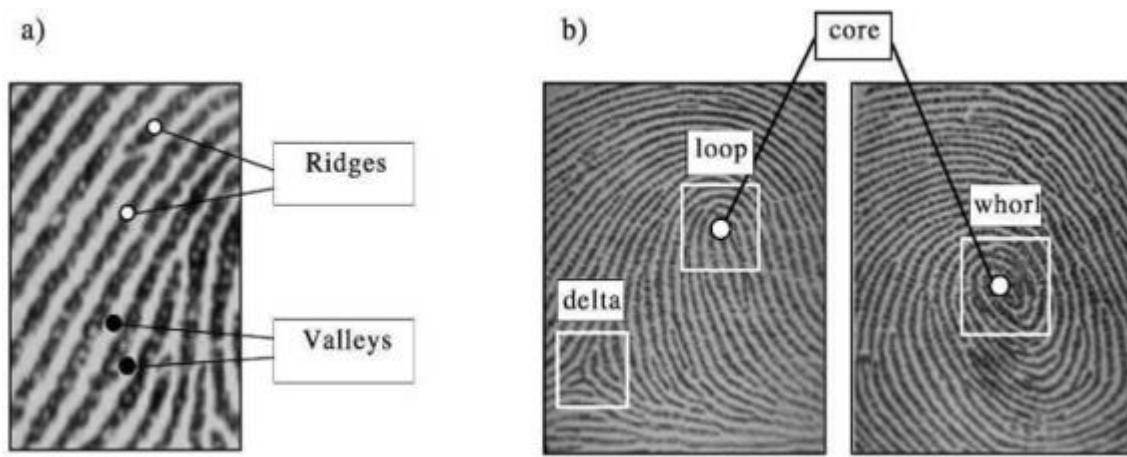 a)
b)
core
Ridges
loop
whorl
delta
Valleys